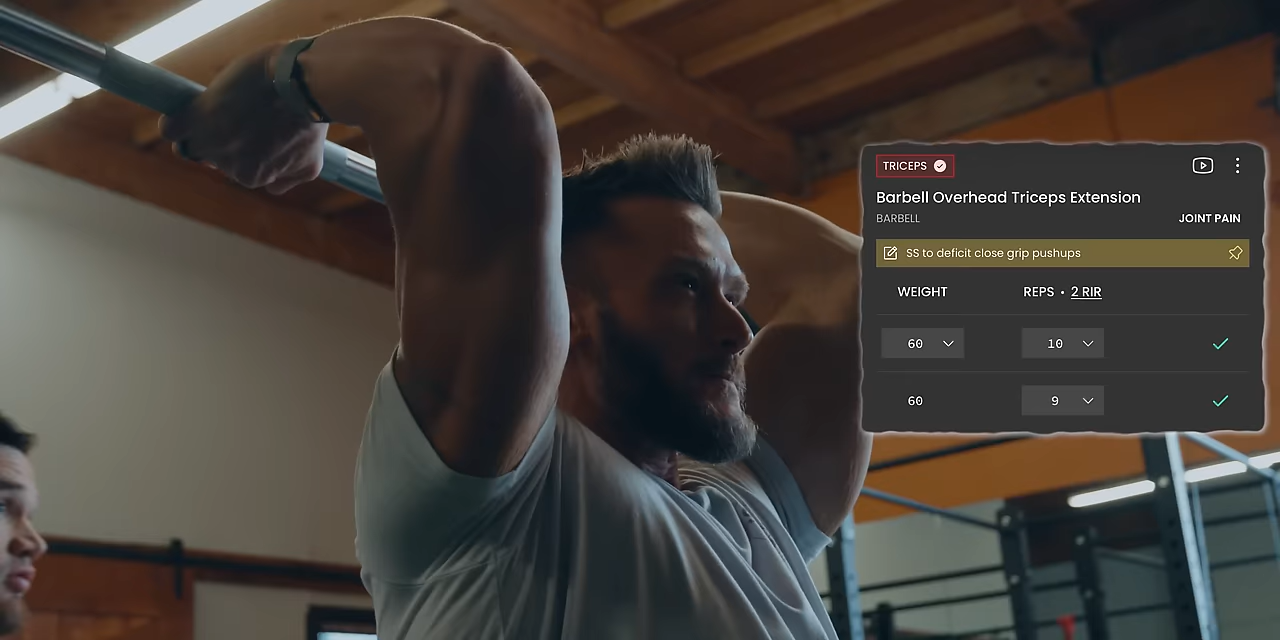 TRICEPS
Barbell Overhead Triceps Extension
BARBELL JOINT PAIN
SS to deficit close grip pushups
WEIGHT REPS • 2 RIR
60 10
60 9